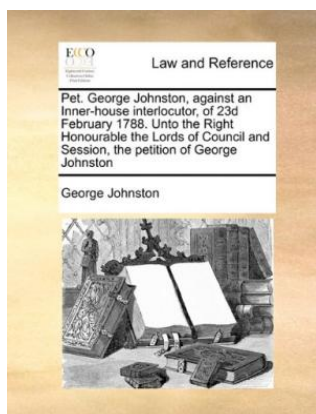 ECCO
Law and Reference
Pet. George Johnston, against an
Inner-house interlocutor, of 23d
February 1788. Unto the Right
Honourable the Lords of Council and
Session, the petition of George
Johnston
George Johnston